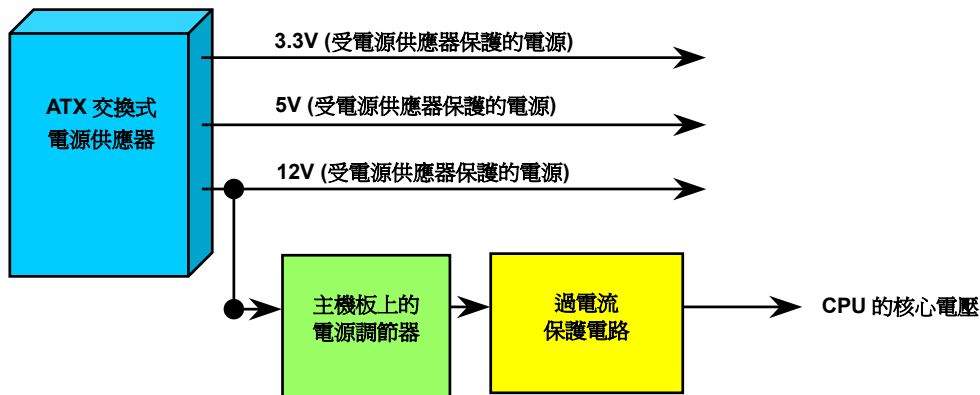 3.3V (受電源供應器保護的電源)
ATX 交換式
電源供應器
5V (受電源供應器保護的電源)
12V (受電源供應器保護的電源)
主機板上的
電源調節器
過電流
保護電路
CPU 的核心電壓